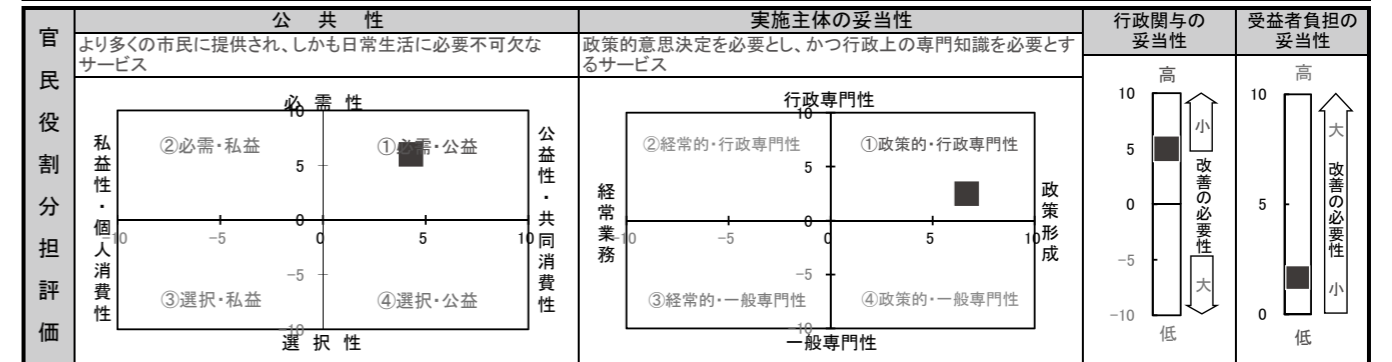 官民役割分担評価
公共性
より多くの市民に提供され、しかも日常生活に必要不可欠な
サービス
必需性
②必需・私益
①必需・公益
私益性・個人消費性
公益性・共同消費性
10
5
0
-10
-5
0
5
10
-5
-10
③選択・私益
④選択・公益
選択性
実施主体の妥当性
政策的意思決定を必要とし、かつ行政上の専門知識を必要とす
るサービス
行政専門性
②経常的・行政専門性
①政策的・行政専門性
経常業務
政策形成
10
5
0
-10
-5
0
5
10
-5
-10
③経常的・一般専門性
④政策的・一般専門性
一般専門性
行政関与の
妥当性
高
10
5
0
-5
-10
小
改善の必要性
大
低
受益者負担の
妥当性
高
10
5
0
大
改善の必要性
小
低